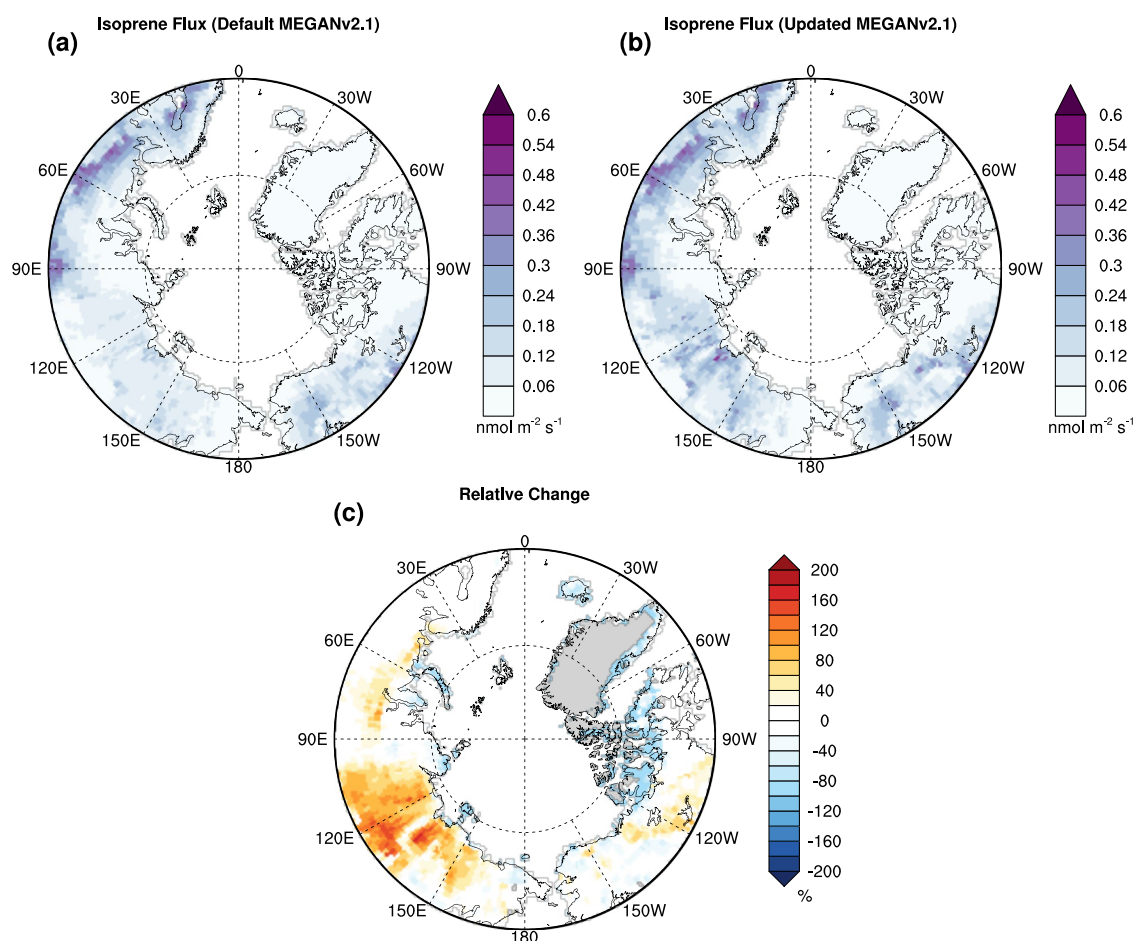 Isoprene Flux (Default MEGANv2.1)
(a)
0
30E
30W
60E
60W
90E
90W
120E
120W
150E
150W
180
0.6
0.54
0.48
0.42
0.36
0.3
0.24
0.18
0.12
0.06
nmol m⁻² s⁻¹
Isoprene Flux (Updated MEGANv2.1)
(b)
0
30E
30W
60E
60W
90E
90W
120E
120W
150E
150W
180
0.6
0.54
0.48
0.42
0.36
0.3
0.24
0.18
0.12
0.06
nmol m⁻² s⁻¹
Relative Change
(c)
0
30E
30W
60E
60W
90E
90W
120E
120W
150E
150W
180
200
160
120
80
40
0
-40
-80
-120
-160
-200
%